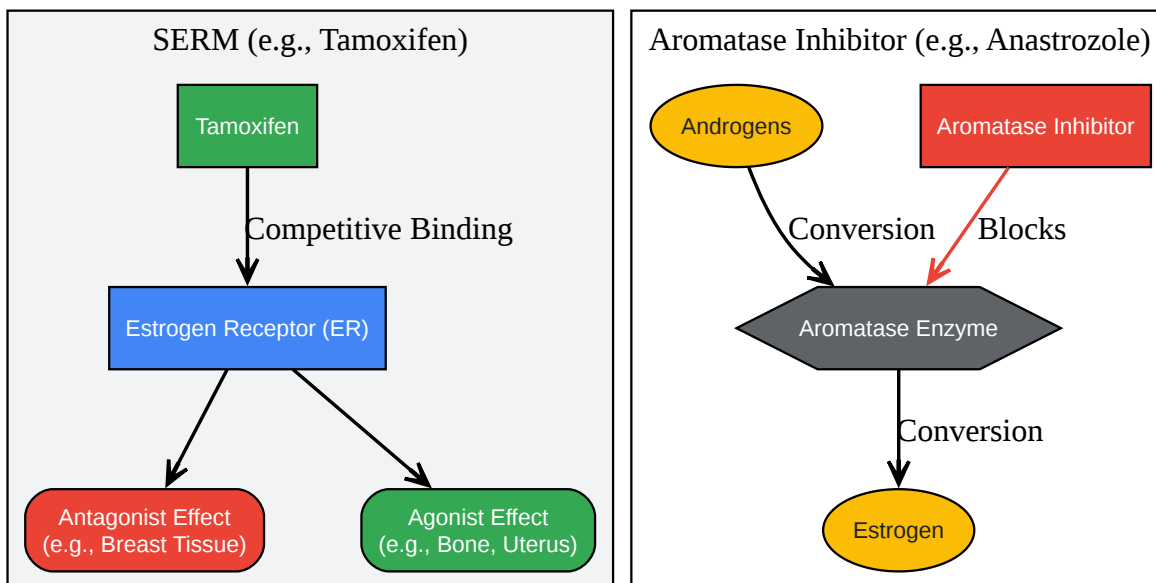 SERM (e.g., Tamoxifen)
Tamoxifen
Competitive Binding
Estrogen Receptor (ER)
Antagonist Effect
(e.g., Breast Tissue)
Agonist Effect
(e.g., Bone, Uterus)
Aromatase Inhibitor (e.g., Anastrozole)
Androgens
Aromatase Inhibitor
Conversion
Blocks
Aromatase Enzyme
Conversion
Estrogen